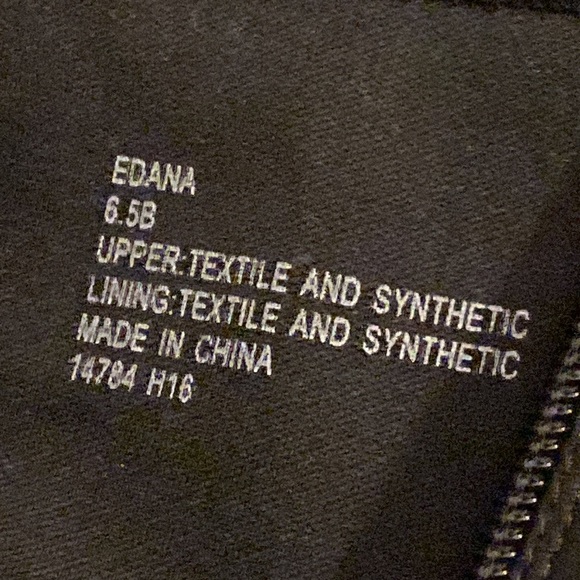 EDANA
6.5B
UPPER:TEXTILE AND SYNTHETIC
LINING:TEXTILE AND SYNTHETIC
MADE IN CHINA
14784 H16